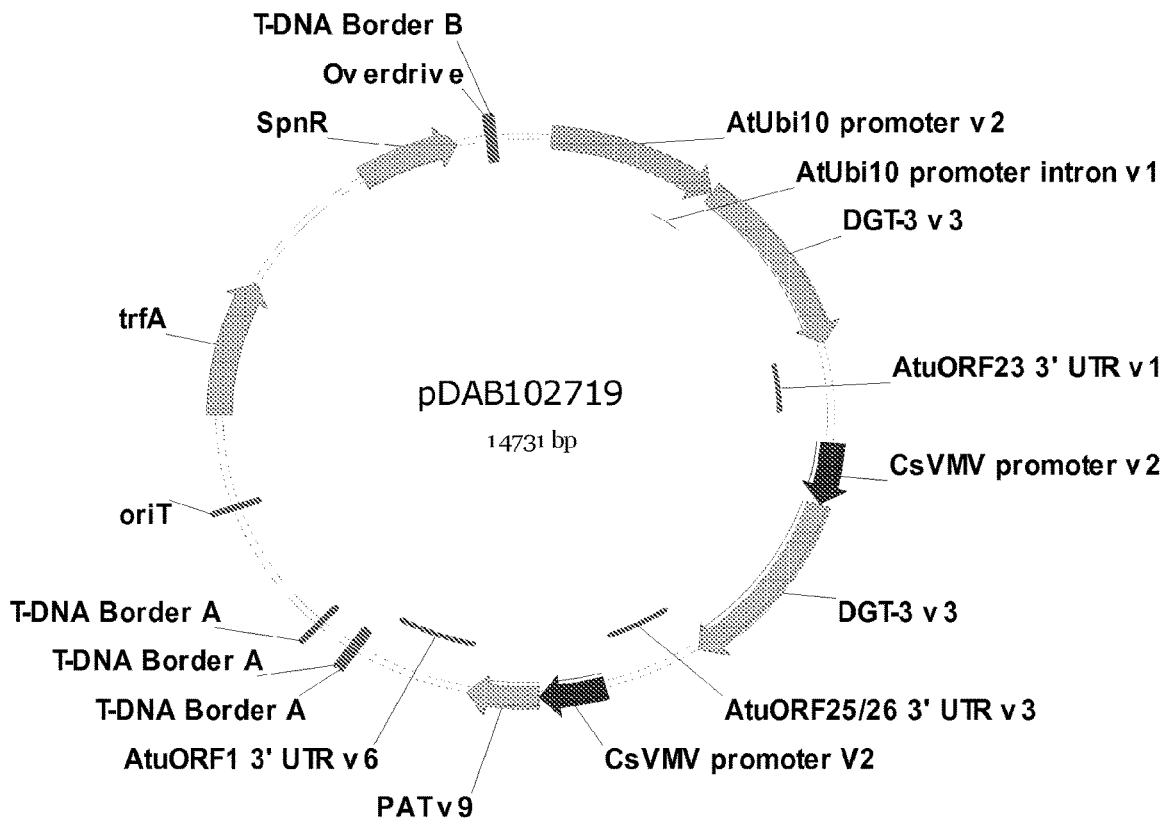 T-DNA Border B
Overdrive
SpnR
AtUbi10 promoter v2
AtUbi10 promoter intron v1
DGT-3 v3
trfA
AtuORF23 3' UTR v1
pDAB102719
14731 bp
CsVMV promoter v2
oriT
DGT-3 v3
T-DNA Border A
T-DNA Border A
T-DNA Border A
AtuORF25/26 3' UTR v3
AtuORF1 3' UTR v6
CsVMV promoter V2
PAT v9